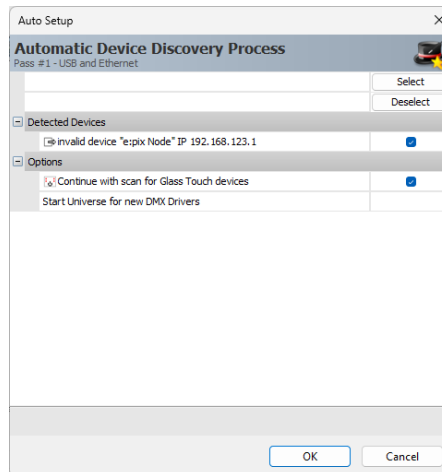 Auto Setup
Automatic Device Discovery Process
Pass #1 - USB and Ethernet
Select
Deselect
Detected Devices
invalid device "e:pix Node" IP 192.168.123.1
Options
Continue with scan for Glass Touch devices
Start Universe for new DMX Drivers
OK Cancel